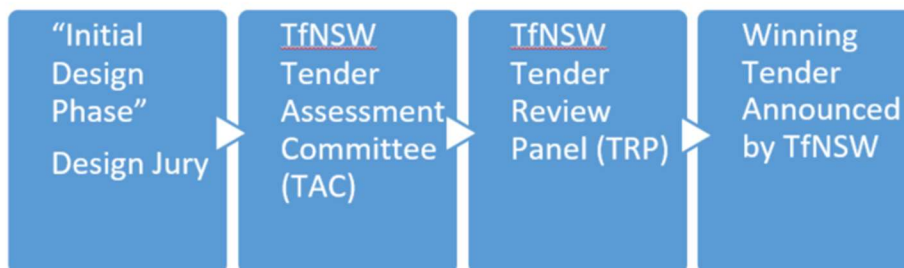 “Initial
Design
Phase”
Design Jury
TfNSW
Tender
Assessment
Committee
(TAC)
TfNSW
Tender
Review
Panel (TRP)
Winning
Tender
Announced
by TfNSW